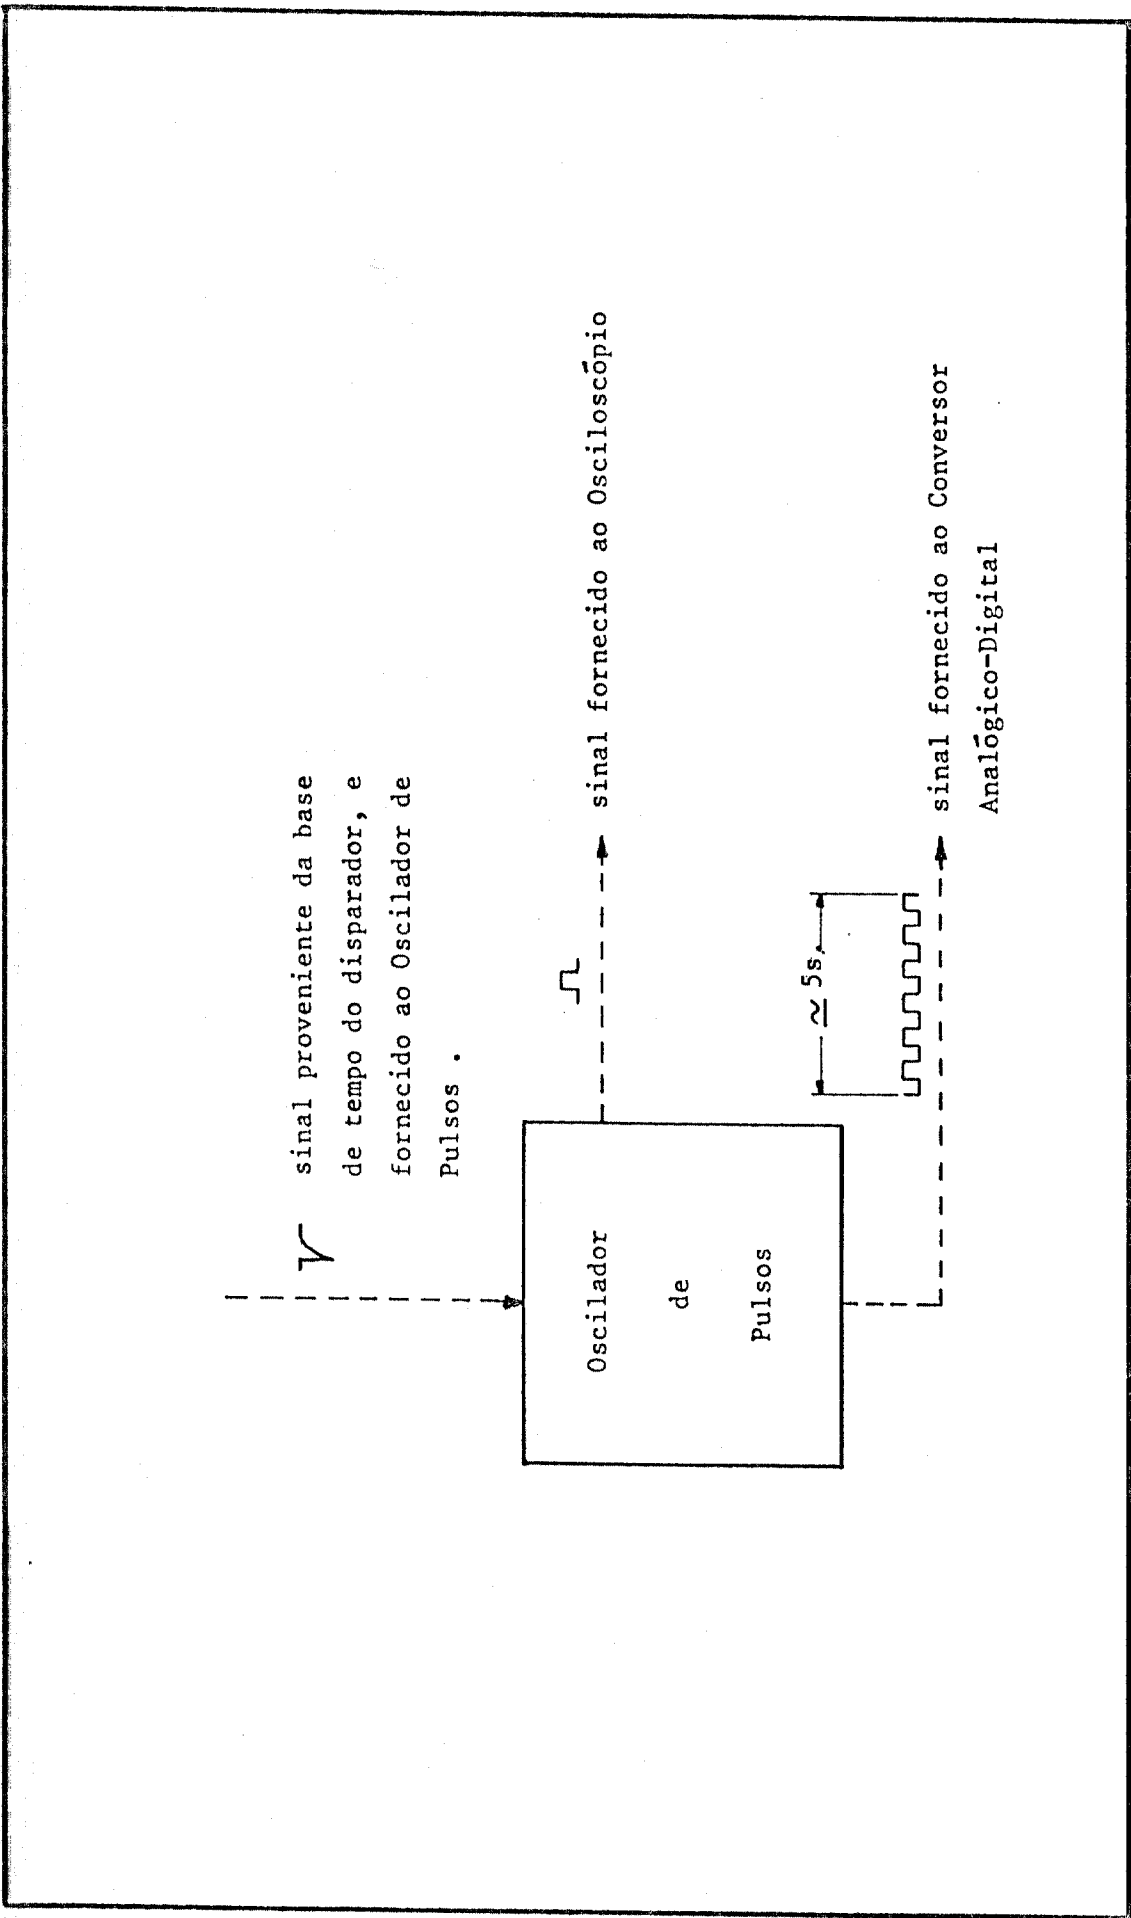 sinal proveniente da base
de tempo do disparador, e
fornecido ao Oscilador de
Pulsos .
Oscilador
de
Pulsos
sinal fornecido ao Osciloscópio
≃ 5s.
sinal fornecido ao Conversor
Analógico-Digital